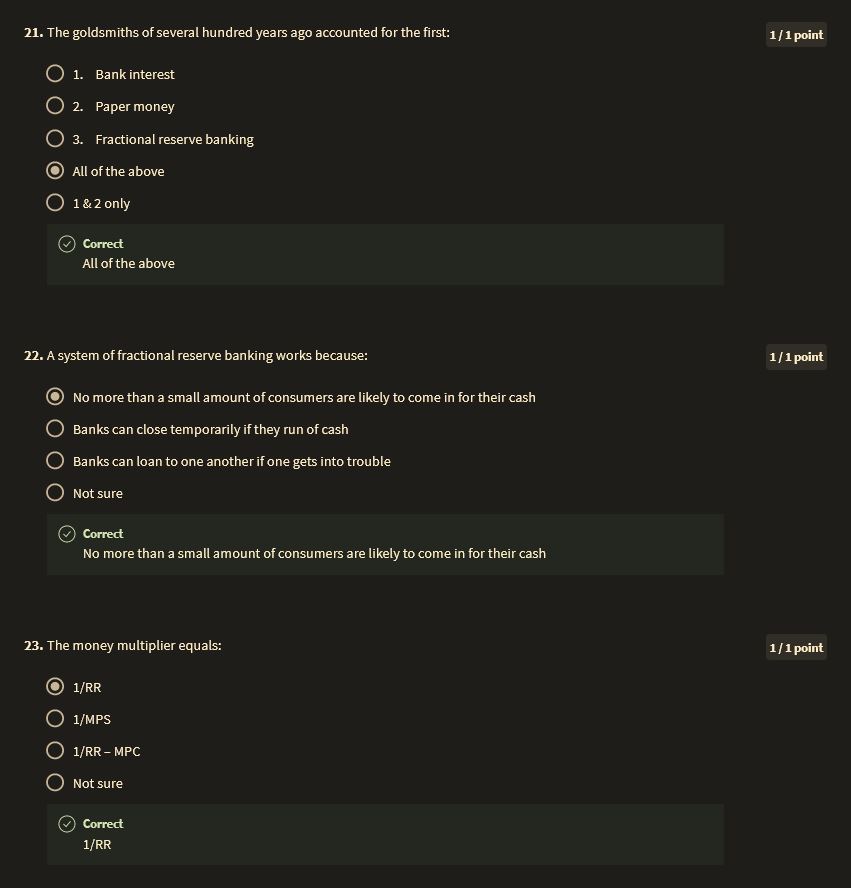 21. The goldsmiths of several hundred years ago accounted for the first:
1 / 1 point
1. Bank interest
2. Paper money
3. Fractional reserve banking
All of the above
1 & 2 only
Correct
All of the above
22. A system of fractional reserve banking works because:
1 / 1 point
No more than a small amount of consumers are likely to come in for their cash
Banks can close temporarily if they run of cash
Banks can loan to one another if one gets into trouble
Not sure
Correct
No more than a small amount of consumers are likely to come in for their cash
23. The money multiplier equals:
1 / 1 point
1/RR
1/MPS
1/RR – MPC
Not sure
Correct
1/RR